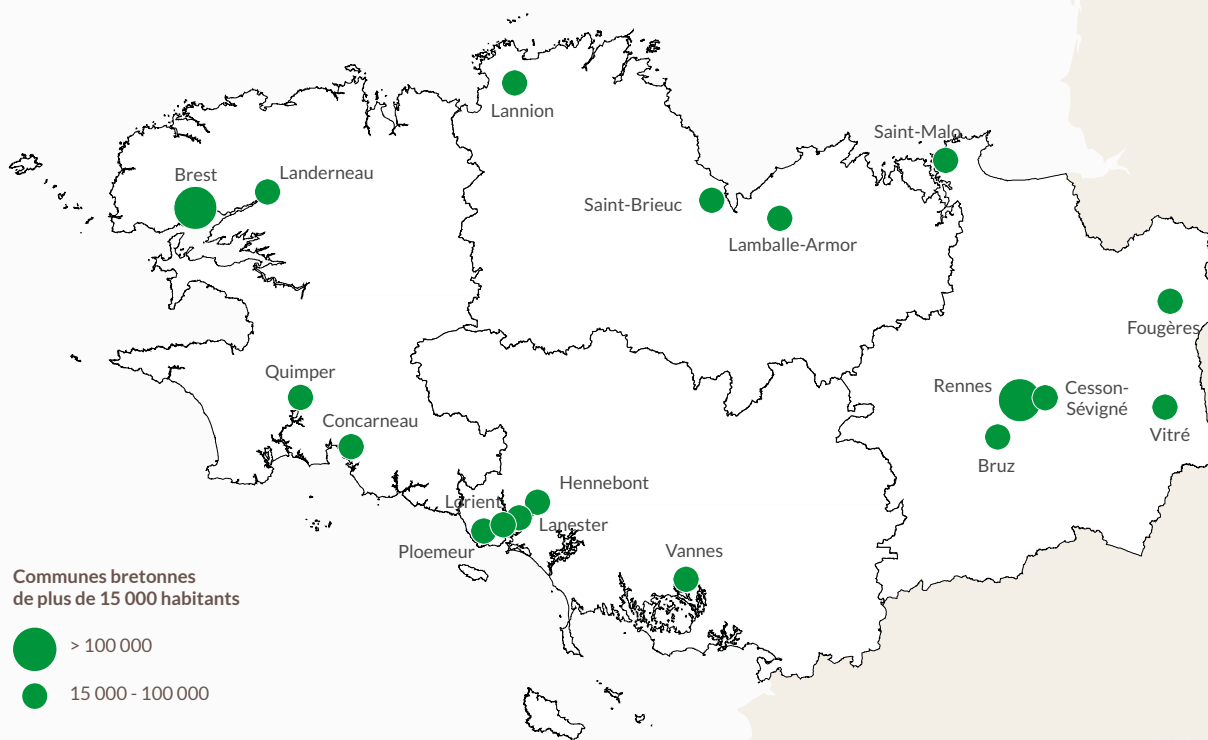 Lannion
Saint-Malo
Brest
Landerneau
Saint-Brieuc
Lamballe-Armor
Fougères
Quimper
Rennes
Cesson-
Sévigné
Concarneau
Vitré
Bruz
Hennebont
Lorient
Lanester
Ploemeur
Vannes
Communes bretonnes
de plus de 15 000 habitants
> 100 000
15 000 - 100 000